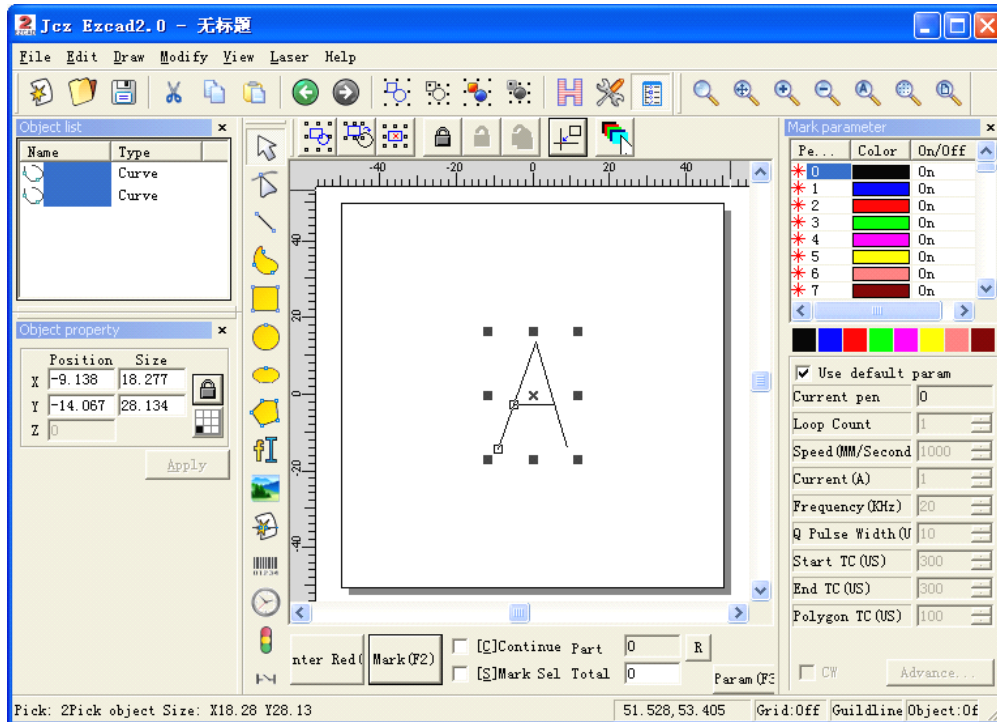 Jcz Ezcad2.0 - 无标题
File Edit Draw Modify View Laser Help
Object list
Name Type
Curve
Curve
Object property
Position Size
X -9.138 18.277
Y -14.067 28.134
Z 0
Apply
-40 -20 0 20 40
40
20
0
-20
-40
01234
nter Red(
Mark(F2)
[C]Continue Part 0 R
[S]Mark Sel Total 0
Param(F3
Mark parameter
Pe... Color On/Off
0 On
1 On
2 On
3 On
4 On
5 On
6 On
7 On
Use default param
Current pen 0
Loop Count 1
Speed(MM/Second 1000
Current(A) 1
Frequency(KHz) 20
Q Pulse Width(U 10
Start TC(US) 300
End TC(US) 300
Polygon TC(US) 100
CW Advance...
Pick: 2Pick object Size: X18.28 Y28.13
51.528,53.405
Grid:Off Guildline Object:Of